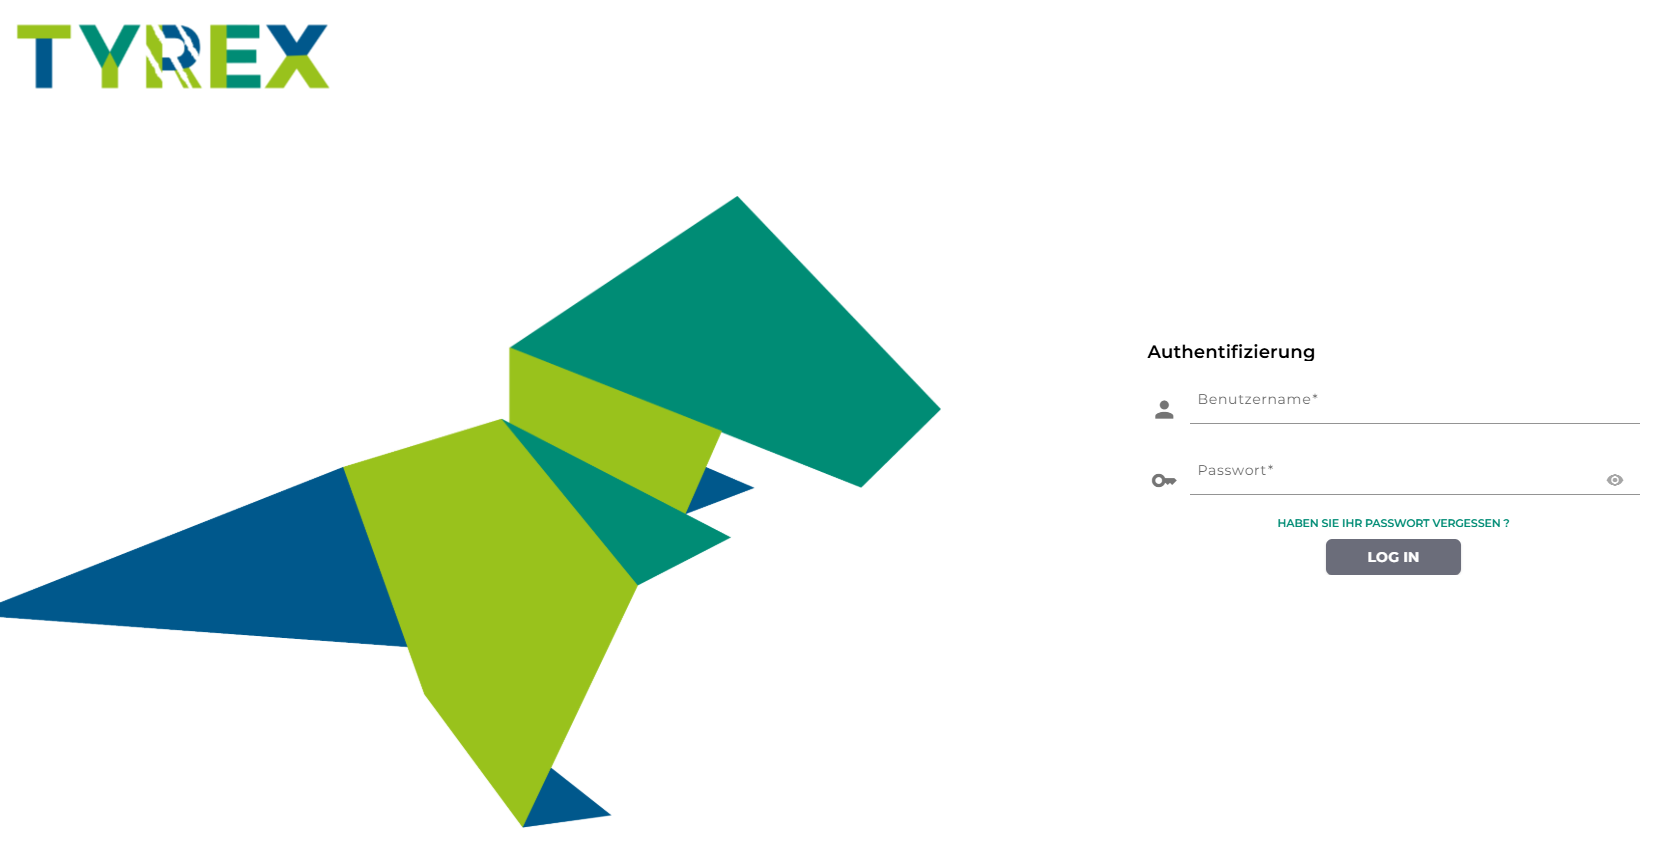 TYREX
Authentifizierung
Benutzername*
Passwort*
HABEN SIE IHR PASSWORT VERGESSEN ?
LOG IN